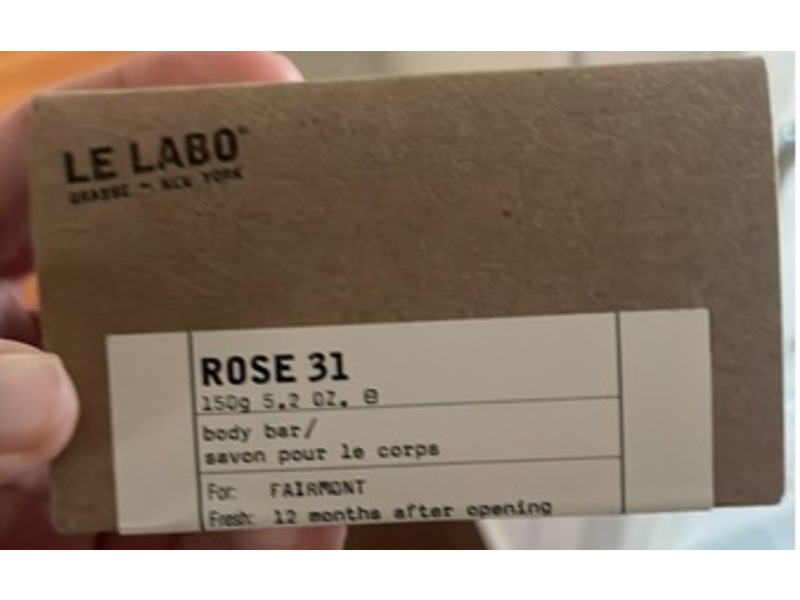 LE LABO
GRASSE - NEW YORK
ROSE 31
150g 5.2 OZ. e
body bar/
savon pour le corps
For: FAIRMONT
Fresh: 12 months after opening